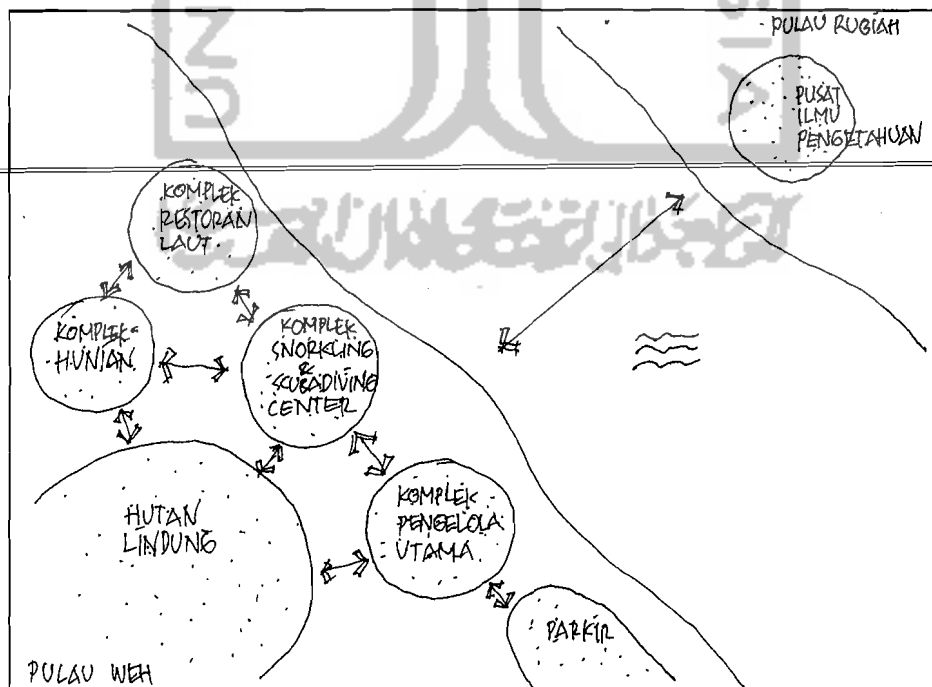 PULAU RUBIAH
PUSAT
ILMU
PENGETAHUAN
KOMPLEK
RESTORAN
LAUT.
KOMPLEK
HUNIAN.
KOMPLEK
SNORKLING
&
SCUBADIVING
CENTER
HUTAN
LINDUNG
KOMPLEK
PENGELOLA
UTAMA.
PARKIR
PULAU WEH